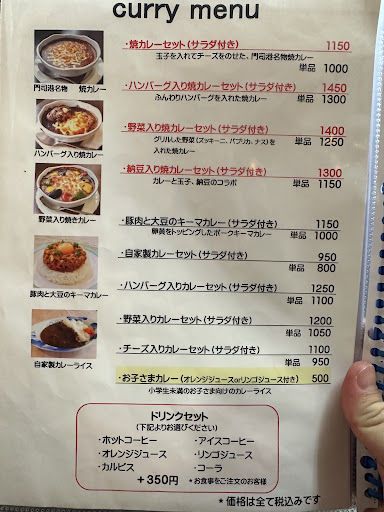 curry menu
・焼カレーセット(サラダ付き) 1150
玉子を入れてチーズをのせた、門司港名物焼カレー
単品 1000
門司港名物 焼カレー
・ハンバーグ入り焼カレーセット(サラダ付き) 1450
ふんわりハンバーグを入れた焼カレー 単品 1300
ハンバーグ入り焼カレー
・野菜入り焼カレーセット(サラダ付き) 1400
グリルした野菜(ズッキーニ、パプリカ、ナス)を 単品 1250
入れた焼カレー
・納豆入り焼カレーセット(サラダ付き) 1300
カレーと玉子、納豆のコラボ 単品 1150
野菜入り焼きカレー
・豚肉と大豆のキーマカレー(サラダ付き) 1150
卵黄をトッピングしたポークキーマカレー 単品 1000
・自家製カレーセット(サラダ付き) 950
単品 800
豚肉と大豆のキーマカレー
・ハンバーグ入りカレーセット(サラダ付き) 1250
単品 1100
・野菜入りカレーセット(サラダ付き) 1200
単品 1050
・チーズ入りカレーセット(サラダ付き) 1100
単品 950
自家製カレーライス
・お子さまカレー(オレンジジュースorリンゴジュース付き) 500
小学生未満のお子さま向けのカレーライス
ドリンクセット
(下記よりお選びください)
・ホットコーヒー ・アイスコーヒー
・オレンジジュース ・リンゴジュース
・カルピス ・コーラ
+350円 *お食事をご注文のお客様
*価格は全て税込みです